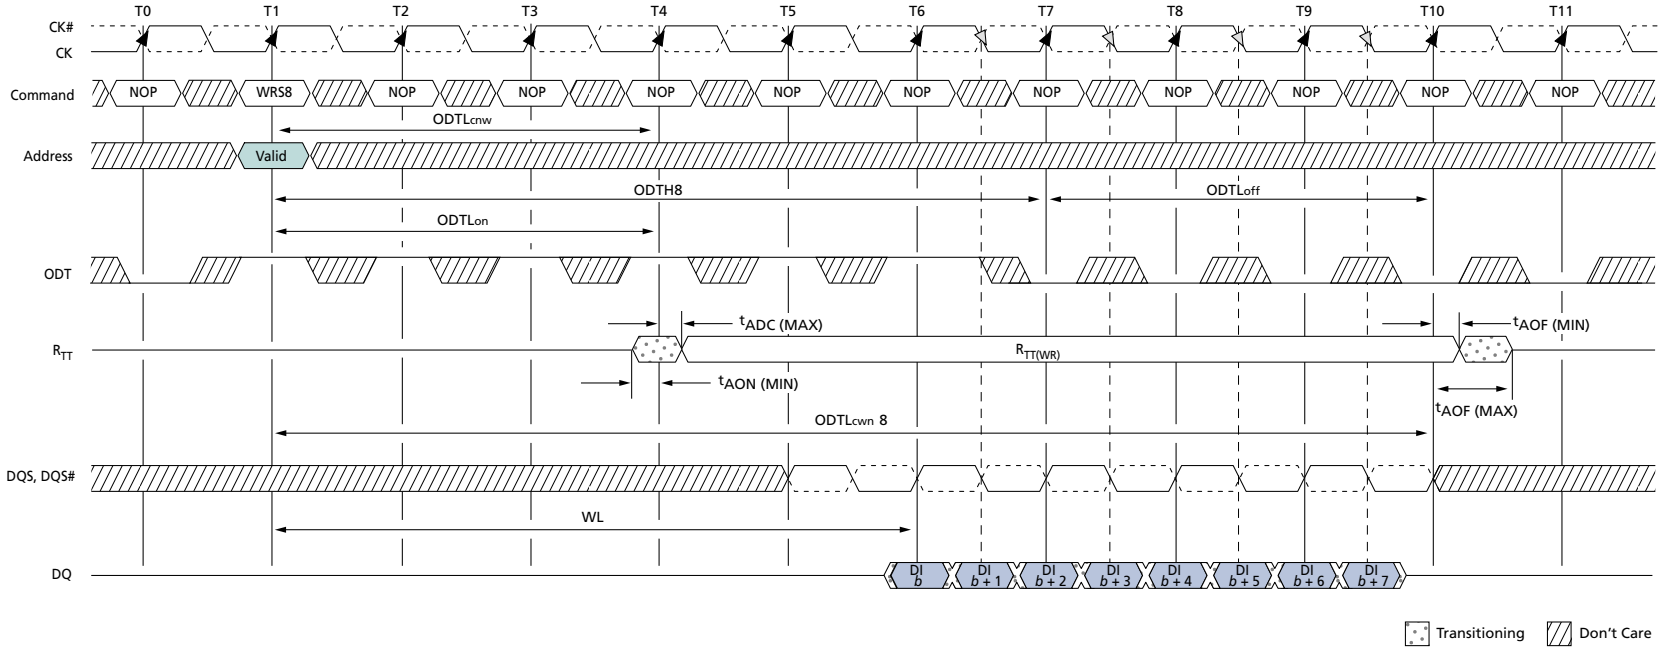 T0 T1 T2 T3 T4 T5 T6 T7 T8 T9 T10 T11
CK#
CK
Command NOP WRS8 NOP NOP NOP NOP NOP NOP NOP NOP NOP NOP
ODTLcnw
Address Valid
ODTH8 ODTLoff
ODTLon
ODT
tADC (MAX) tAOF (MIN)
RTT RTT(WR)
tAON (MIN)
tAOF (MAX)
ODTLcwn 8
DQS, DQS#
WL
DQ DI b DI b + 1 DI b + 2 DI b + 3 DI b + 4 DI b + 5 DI b + 6 DI b + 7
Transitioning Don't Care